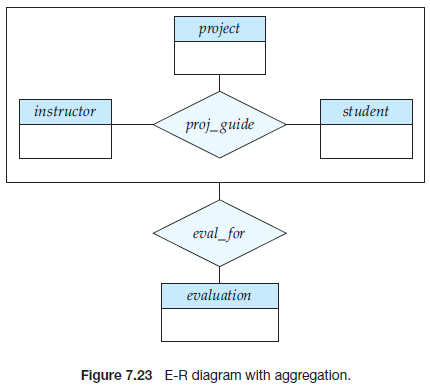 project
instructor
proj_guide
student
eval_for
evaluation
Figure 7.23 E-R diagram with aggregation.